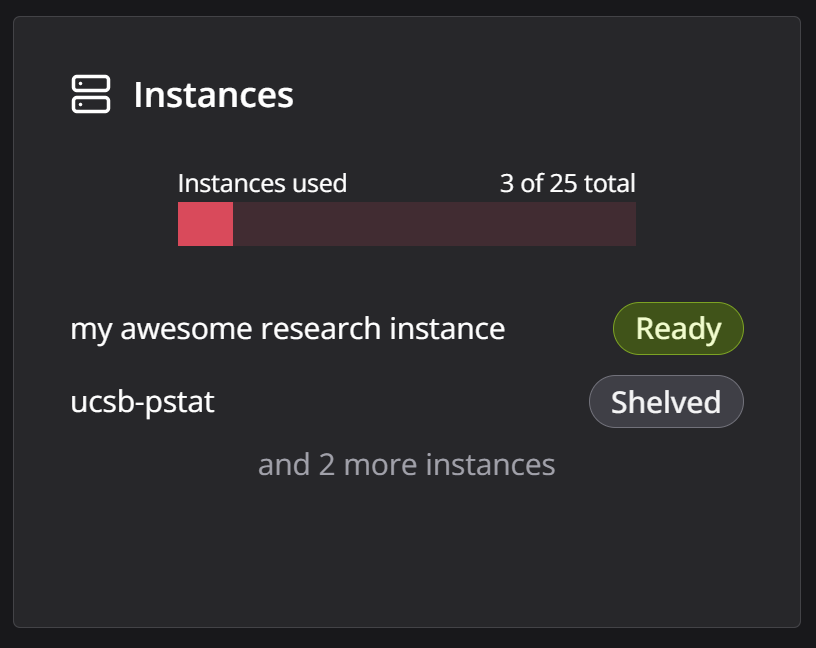 Instances
Instances used 3 of 25 total
my awesome research instance Ready
ucsb-pstat Shelved
and 2 more instances